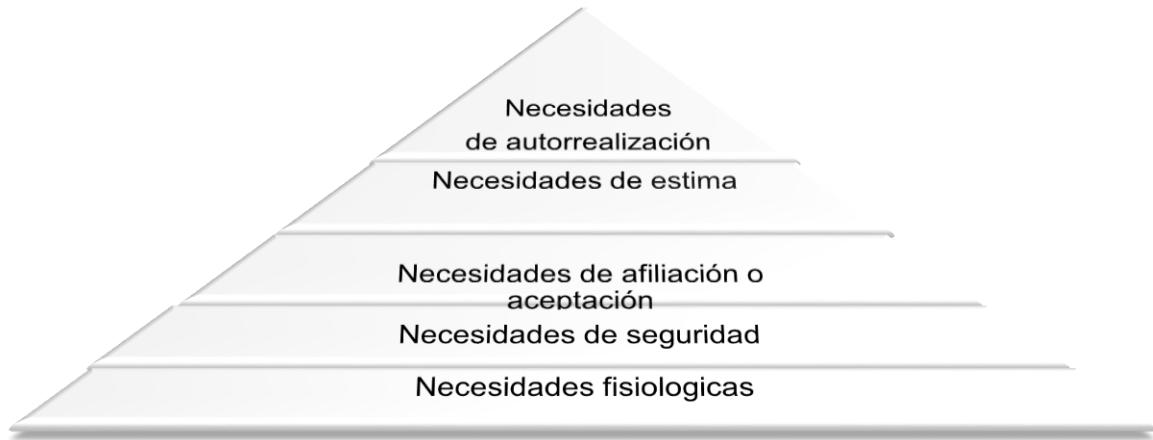 Necesidades
de autorrealización
Necesidades de estima
Necesidades de afiliación o
aceptación
Necesidades de seguridad
Necesidades fisiologicas